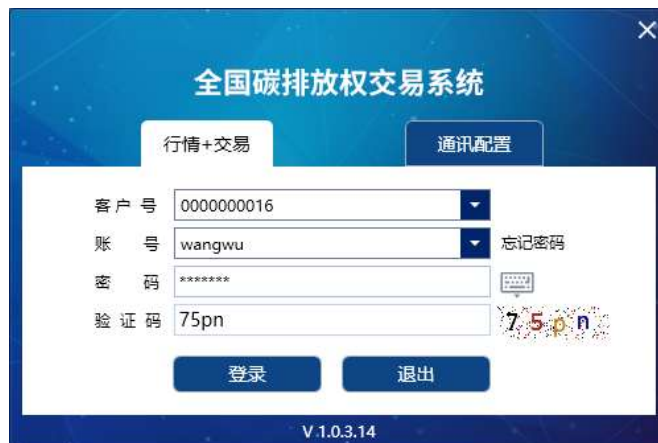 全国碳排放权交易系统
行情+交易 通讯配置
客户号 0000000016
账号 wangwu 忘记密码
密码 *******
验证码 75pn 75pn
登录 退出
V 1.0.3.14